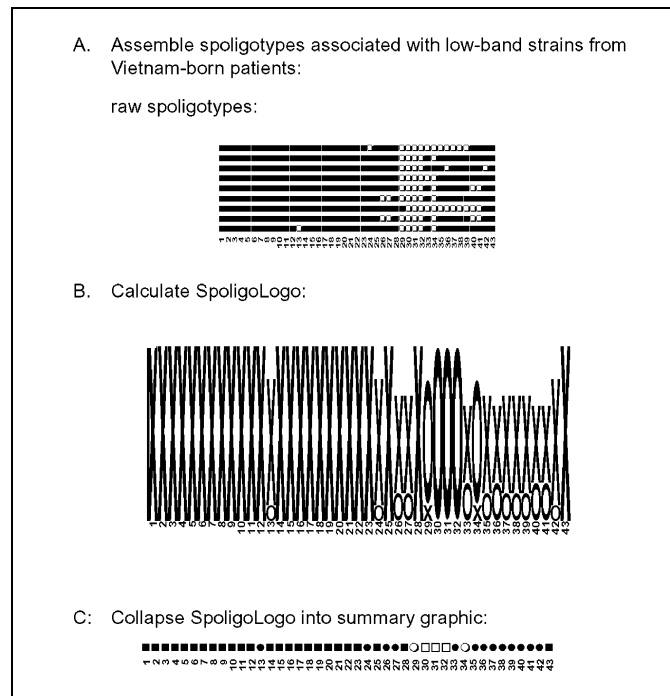 A. Assemble spoligotypes associated with low-band strains from
Vietnam-born patients:
raw spoligotypes:
1 2 3 4 5 6 7 8 9 10 11 12 13 14 15 16 17 18 19 20 21 22 23 24 25 26 27 28 29 30 31 32 33 34 35 36 37 38 39 40 41 42 43
B. Calculate SpoligoLogo:
1 2 3 4 5 6 7 8 9 10 11 12 13 14 15 16 17 18 19 20 21 22 23 24 25 26 27 28 29 30 31 32 33 34 35 36 37 38 39 40 41 42 43
C: Collapse SpoligoLogo into summary graphic:
1 2 3 4 5 6 7 8 9 10 11 12 13 14 15 16 17 18 19 20 21 22 23 24 25 26 27 28 29 30 31 32 33 34 35 36 37 38 39 40 41 42 43